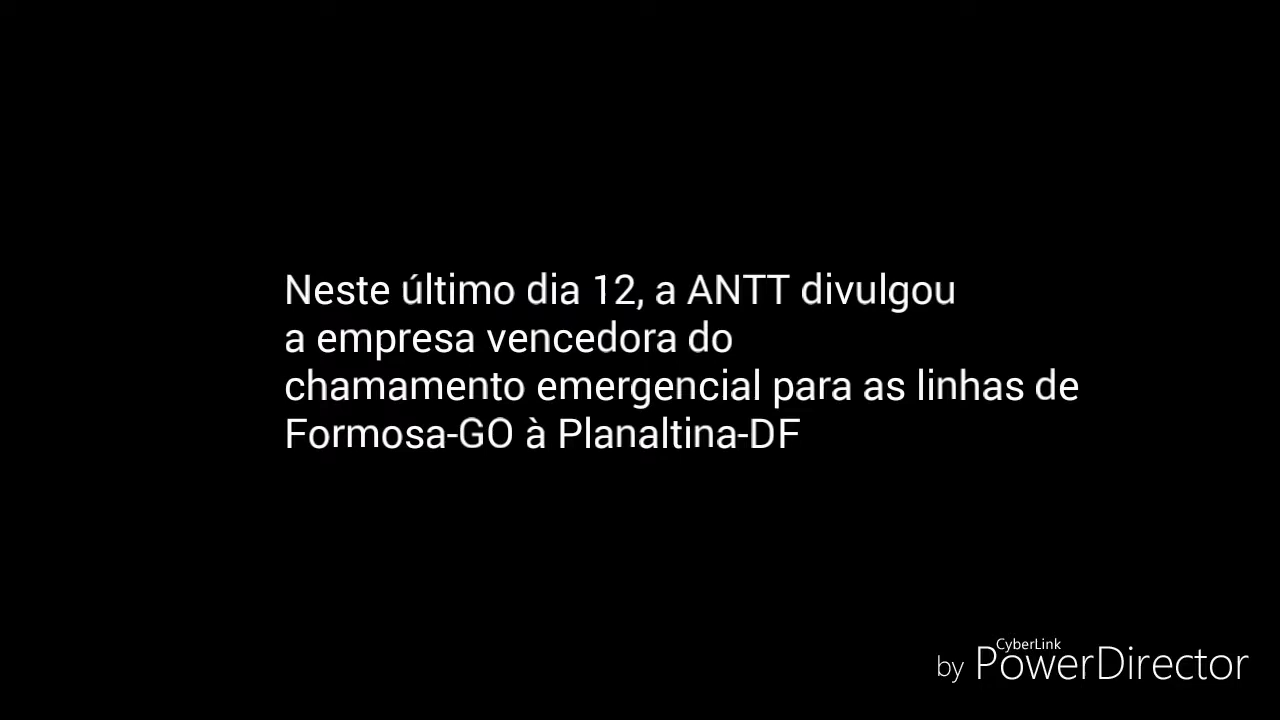 Neste último dia 12, a ANTT divulgou
a empresa vencedora do
chamamento emergencial para as linhas de
Formosa-GO à Planaltina-DF
CyberLink
by PowerDirector